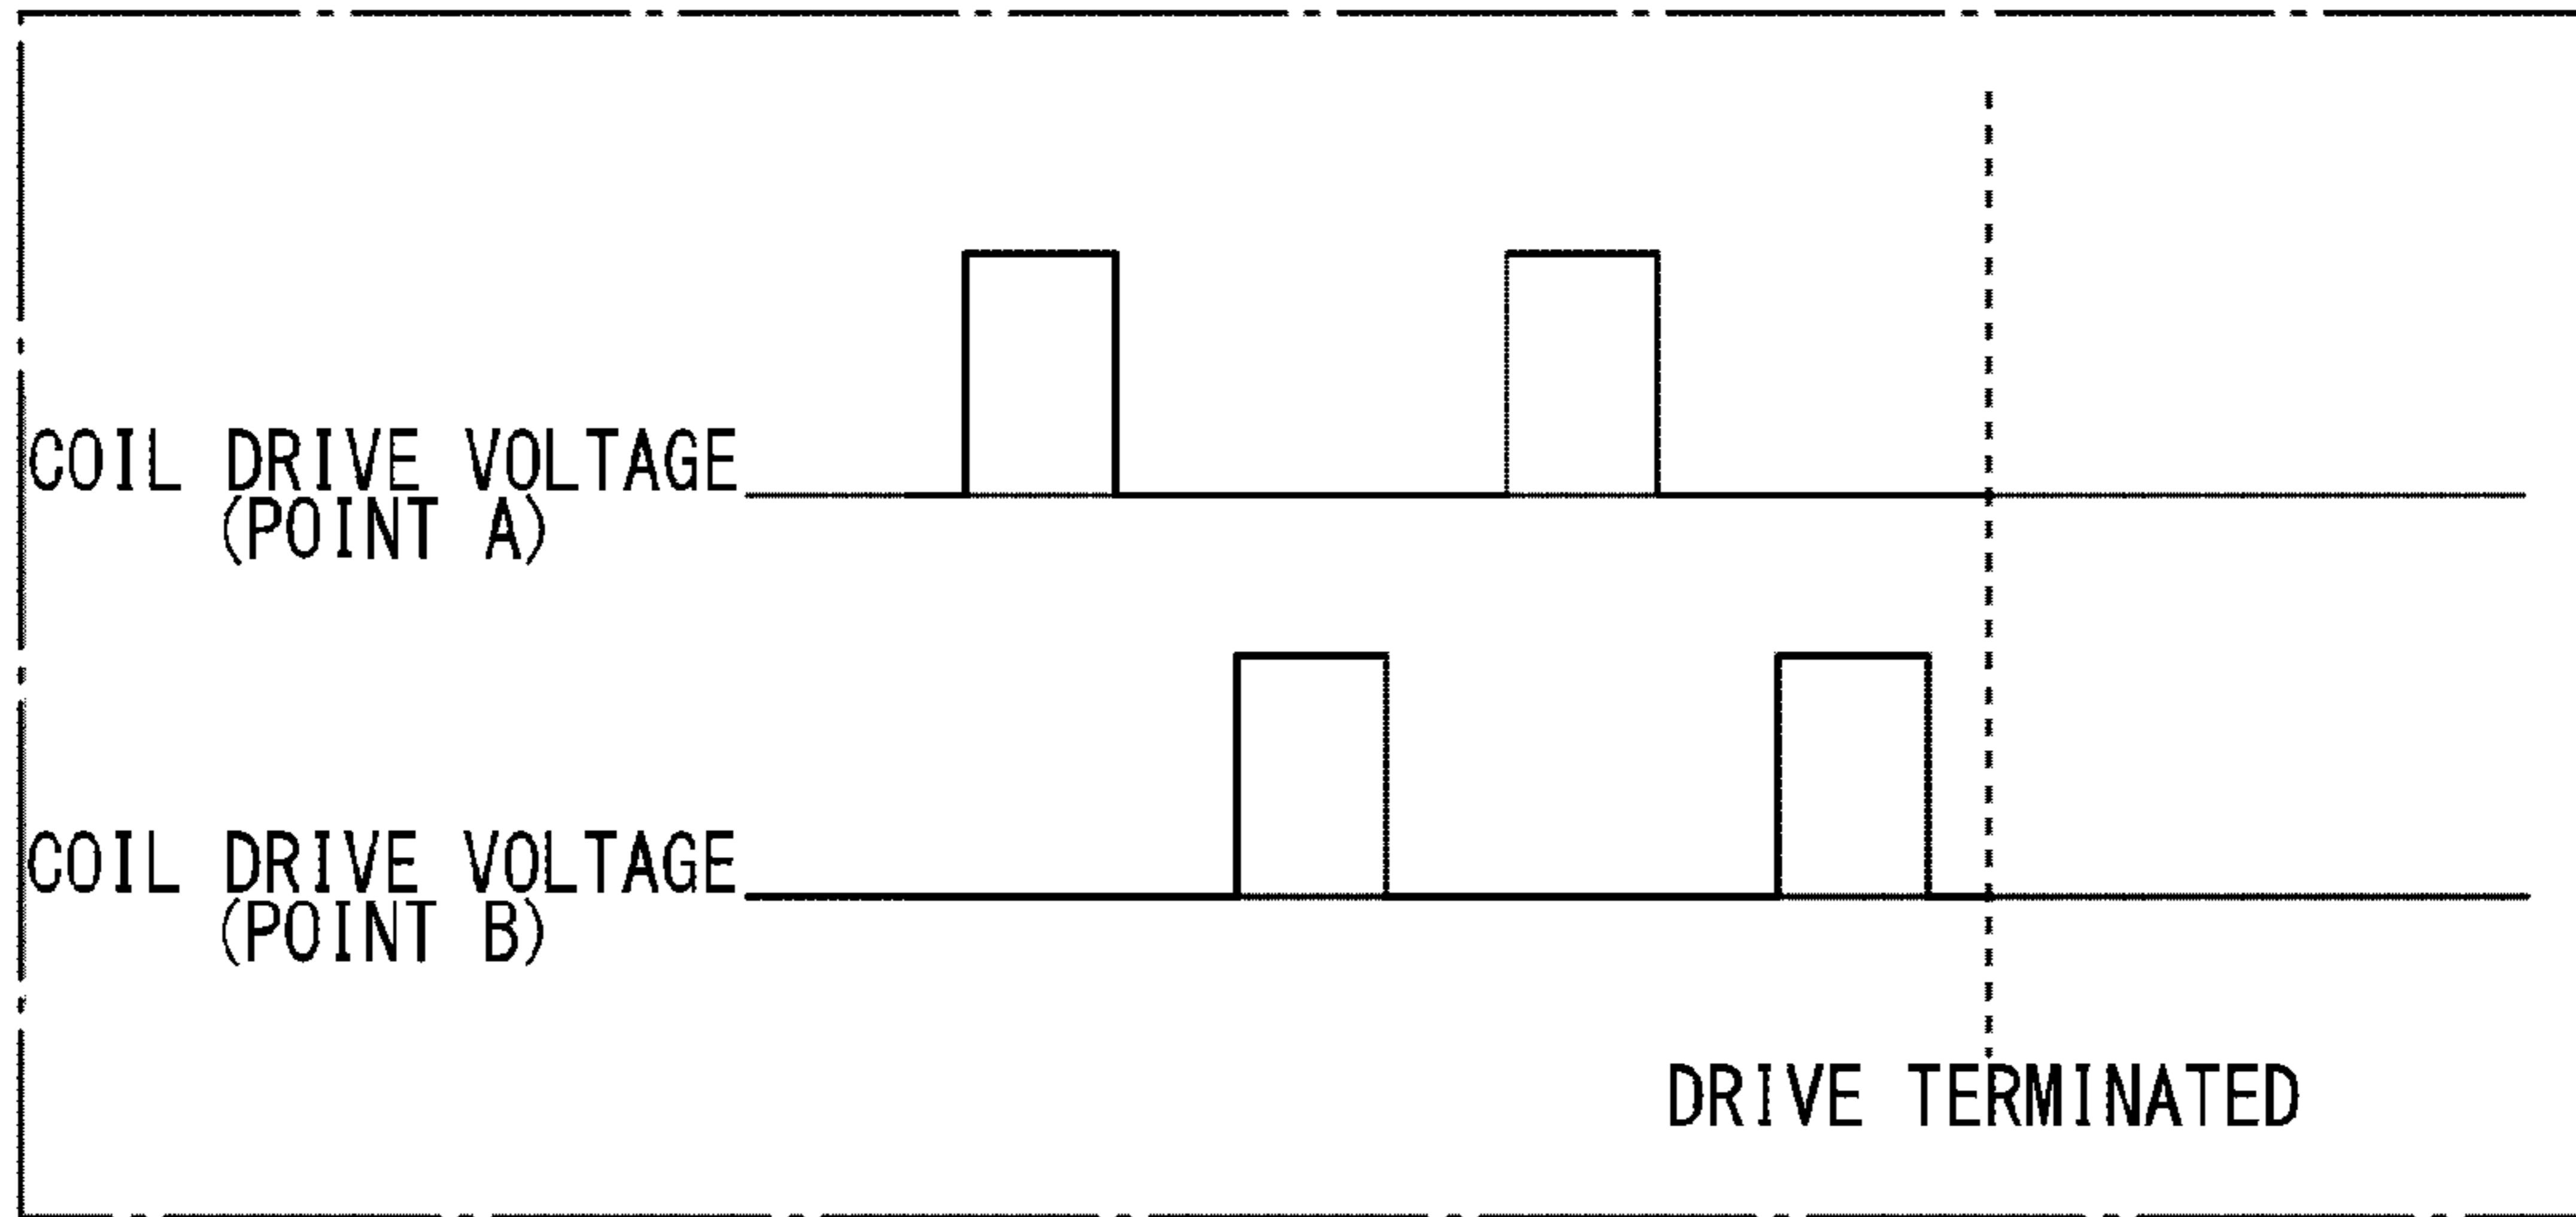 COIL DRIVE VOLTAGE
(POINT A)
COIL DRIVE VOLTAGE
(POINT B)
DRIVE TERMINATED